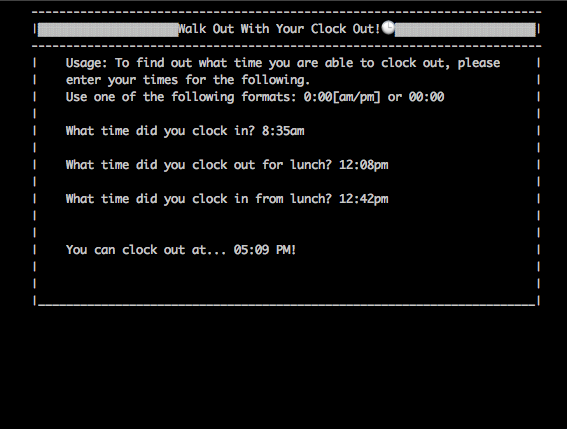 Walk Out With Your Clock Out!🕒
Usage: To find out what time you are able to clock out, please
enter your times for the following.
Use one of the following formats: 0:00[am/pm] or 00:00
What time did you clock in? 8:35am
What time did you clock out for lunch? 12:08pm
What time did you clock in from lunch? 12:42pm
You can clock out at... 05:09 PM!